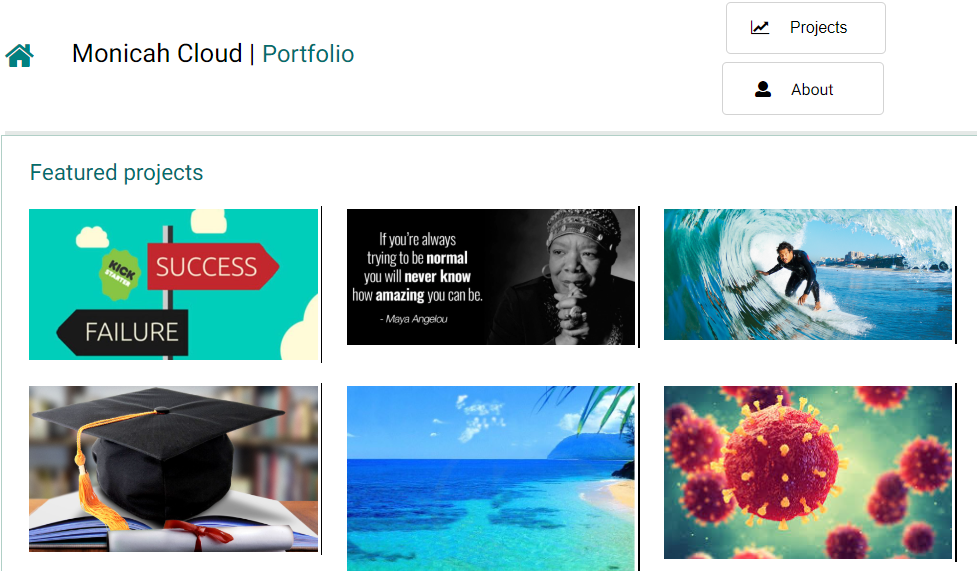 Monicah Cloud | Portfolio
Projects
About
Featured projects
KICK
STARTER
SUCCESS
FAILURE
If you're always
trying to be normal
you will never know
how amazing you can be.
- Maya Angelou